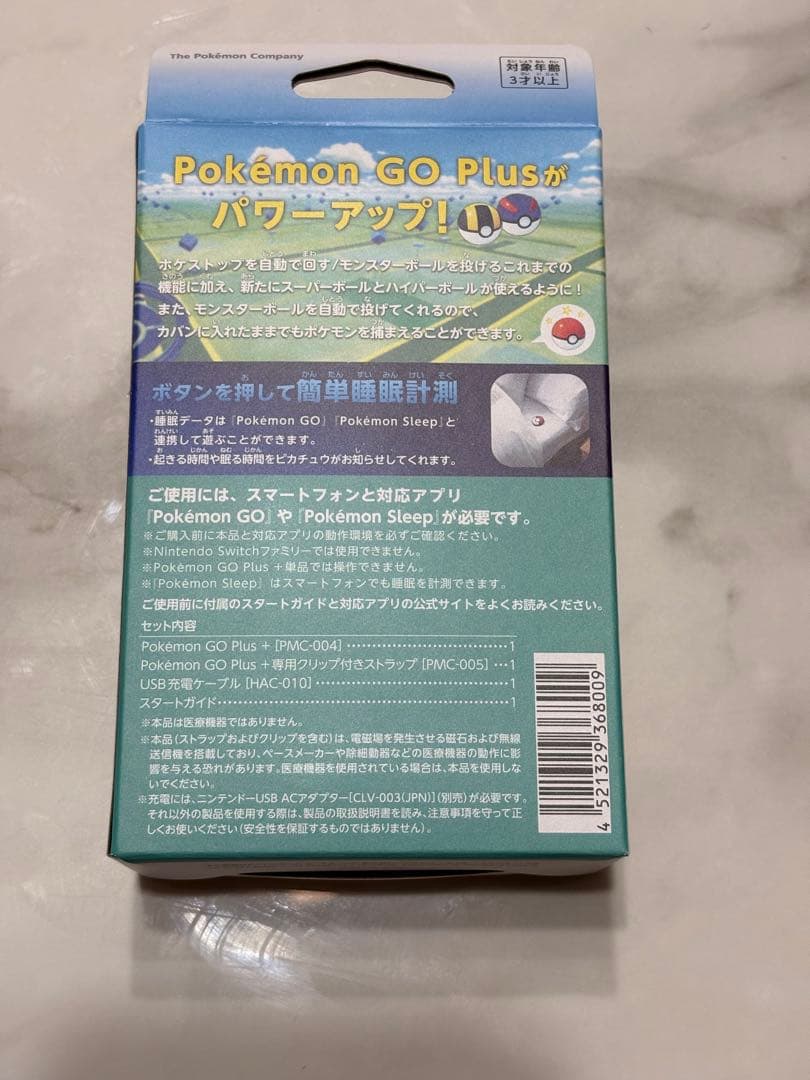 The Pokémon Company
対象年齢
3才以上
Pokémon GO Plusが
パワーアップ!
ポケストップを自動で回す/モンスターボールを投げるこれまでの
機能に加え、新たにスーパーボールとハイパーボールが使えるように!
また、モンスターボールを自動で投げてくれるので、
カバンに入れたままでもポケモンを捕まえることができます。
ボタンを押して簡単睡眠計測
・睡眠データは『Pokémon GO』『Pokémon Sleep』と
連携して遊ぶことができます。
・起きる時間や眠る時間をピカチュウがお知らせしてくれます。
ご使用には、スマートフォンと対応アプリ
『Pokémon GO』や『Pokémon Sleep』が必要です。
※ご購入前に本品と対応アプリの動作環境を必ずご確認ください。
※Nintendo Switchファミリーでは使用できません。
※Pokémon GO Plus +単品では操作できません。
※『Pokémon Sleep』はスマートフォンでも睡眠を計測できます。
ご使用前に付属のスタートガイドと対応アプリの公式サイトをよくお読みください。
セット内容
Pokémon GO Plus + [PMC-004] ……………………………… 1
Pokémon GO Plus +専用クリップ付きストラップ [PMC-005] … 1
USB充電ケーブル [HAC-010] ……………………………… 1
スタートガイド……………………………………………… 1
※本品は医療機器ではありません。
※本品(ストラップおよびクリップを含む)は、電磁場を発生させる磁石および無線
送信機を搭載しており、ペースメーカーや除細動器などの医療機器の動作に影
響を与える恐れがあります。医療機器を使用されている場合は、本品を使用しな
いでください。
※充電には、ニンテンドーUSB ACアダプター[CLV-003(JPN)](別売)が必要です。
それ以外の製品を使用する際は、製品の取扱説明書を読み、注意事項を守って正
しくお使いください(安全性を保証するものではありません)。
4 521329 368009